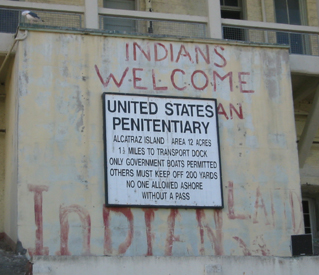 INDIANS
WELCOME
UNITED STATES
PENITENTIARY
ALCATRAZ ISLAND AREA 12 ACRES
1½ MILES TO TRANSPORT DOCK
ONLY GOVERNMENT BOATS PERMITTED
OTHERS MUST KEEP OFF 200 YARDS
NO ONE ALLOWED ASHORE
WITHOUT A PASS
INDIAN LAND